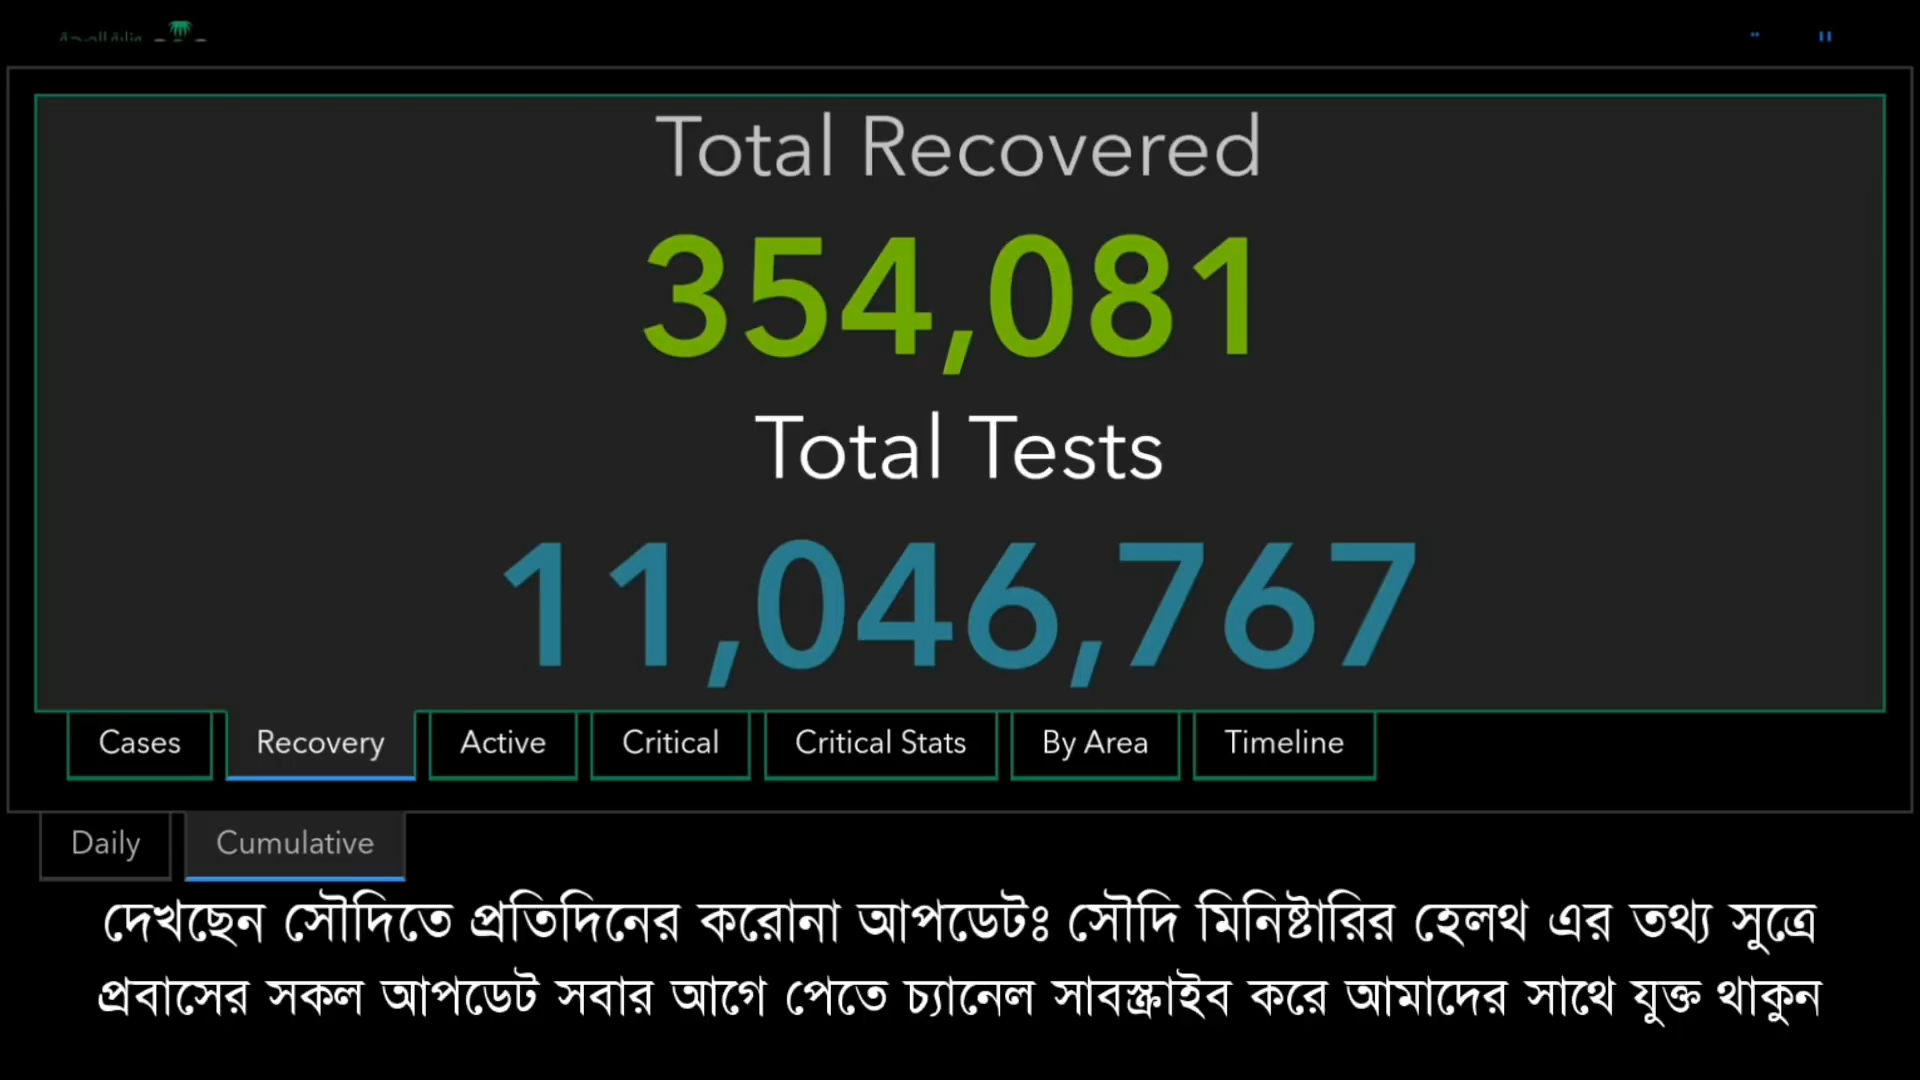 Total Recovered
354,081
Total Tests
11,046,767
Cases Recovery Active Critical Critical Stats By Area Timeline
Daily Cumulative
দেখছেন সৌদিতে প্রতিদিনের করোনা আপডেটঃ সৌদি মিনিষ্টারির হেলথ এর তথ্য সুত্রে
প্রবাসের সকল আপডেট সবার আগে পেতে চ্যানেল সাবস্ক্রাইব করে আমাদের সাথে যুক্ত থাকুন